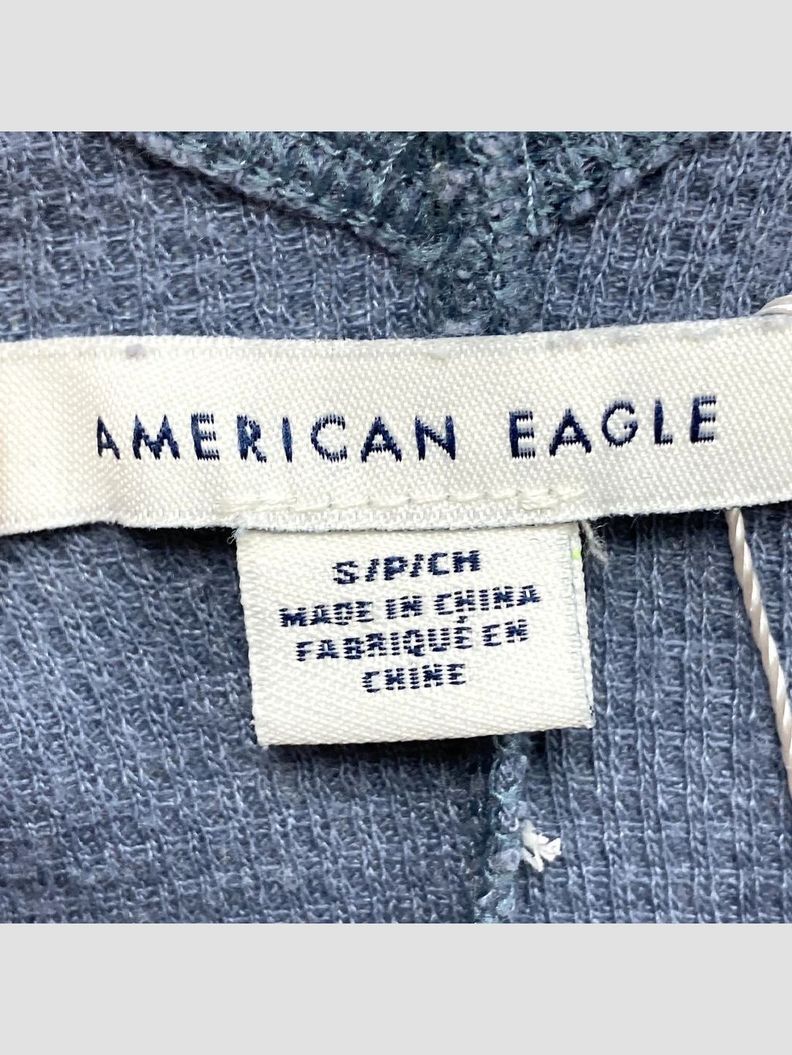 AMERICAN EAGLE
S/P/CH
MADE IN CHINA
FABRIQUÉ EN
CHINE